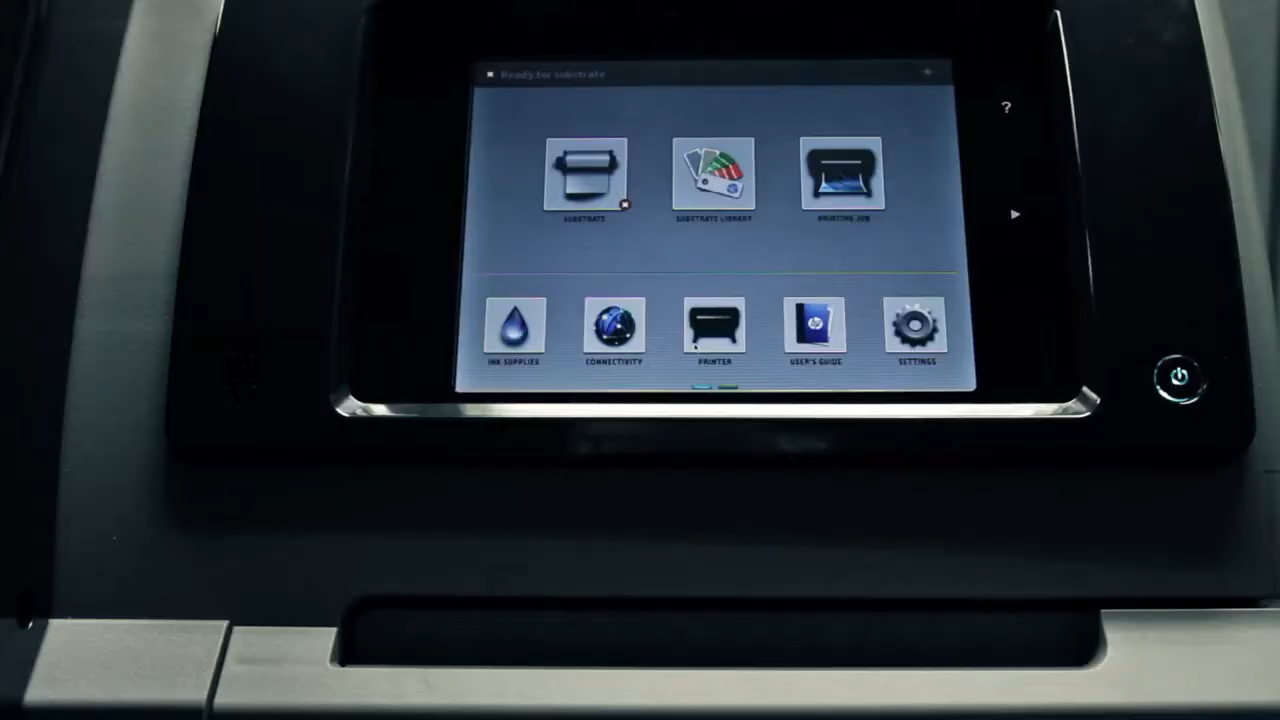 Ready for substrate
?
SUBSTRATE
SUBSTRATE LIBRARY
PRINTING JOB
INK SUPPLIES
CONNECTIVITY
PRINTER
USER'S GUIDE
SETTINGS